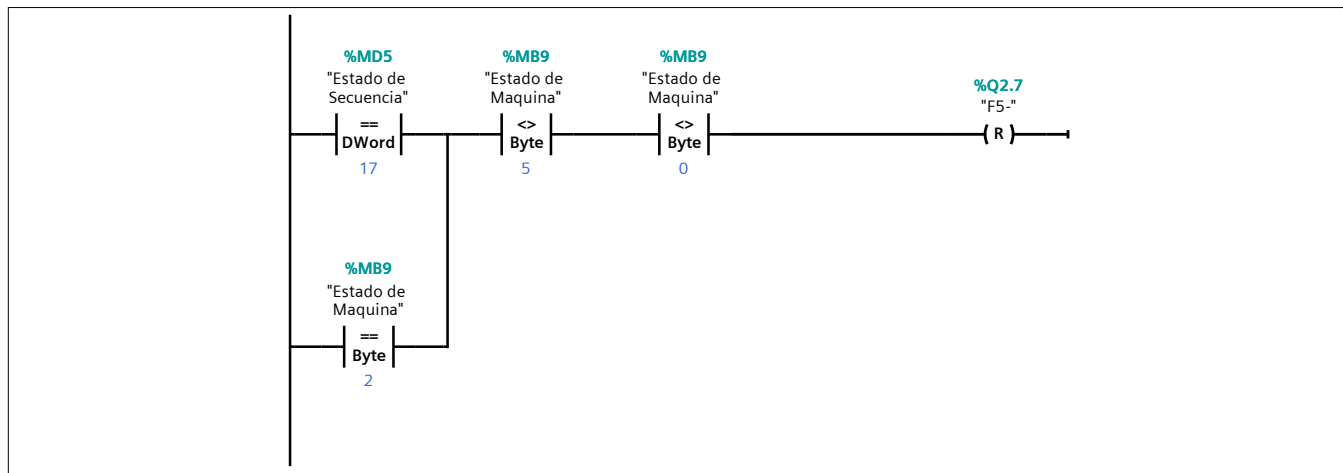 %MD5
"Estado de
Secuencia"
==
DWord
17
%MB9
"Estado de
Maquina"
<>
Byte
5
%MB9
"Estado de
Maquina"
<>
Byte
0
%Q2.7
"F5-"
R
%MB9
"Estado de
Maquina"
==
Byte
2